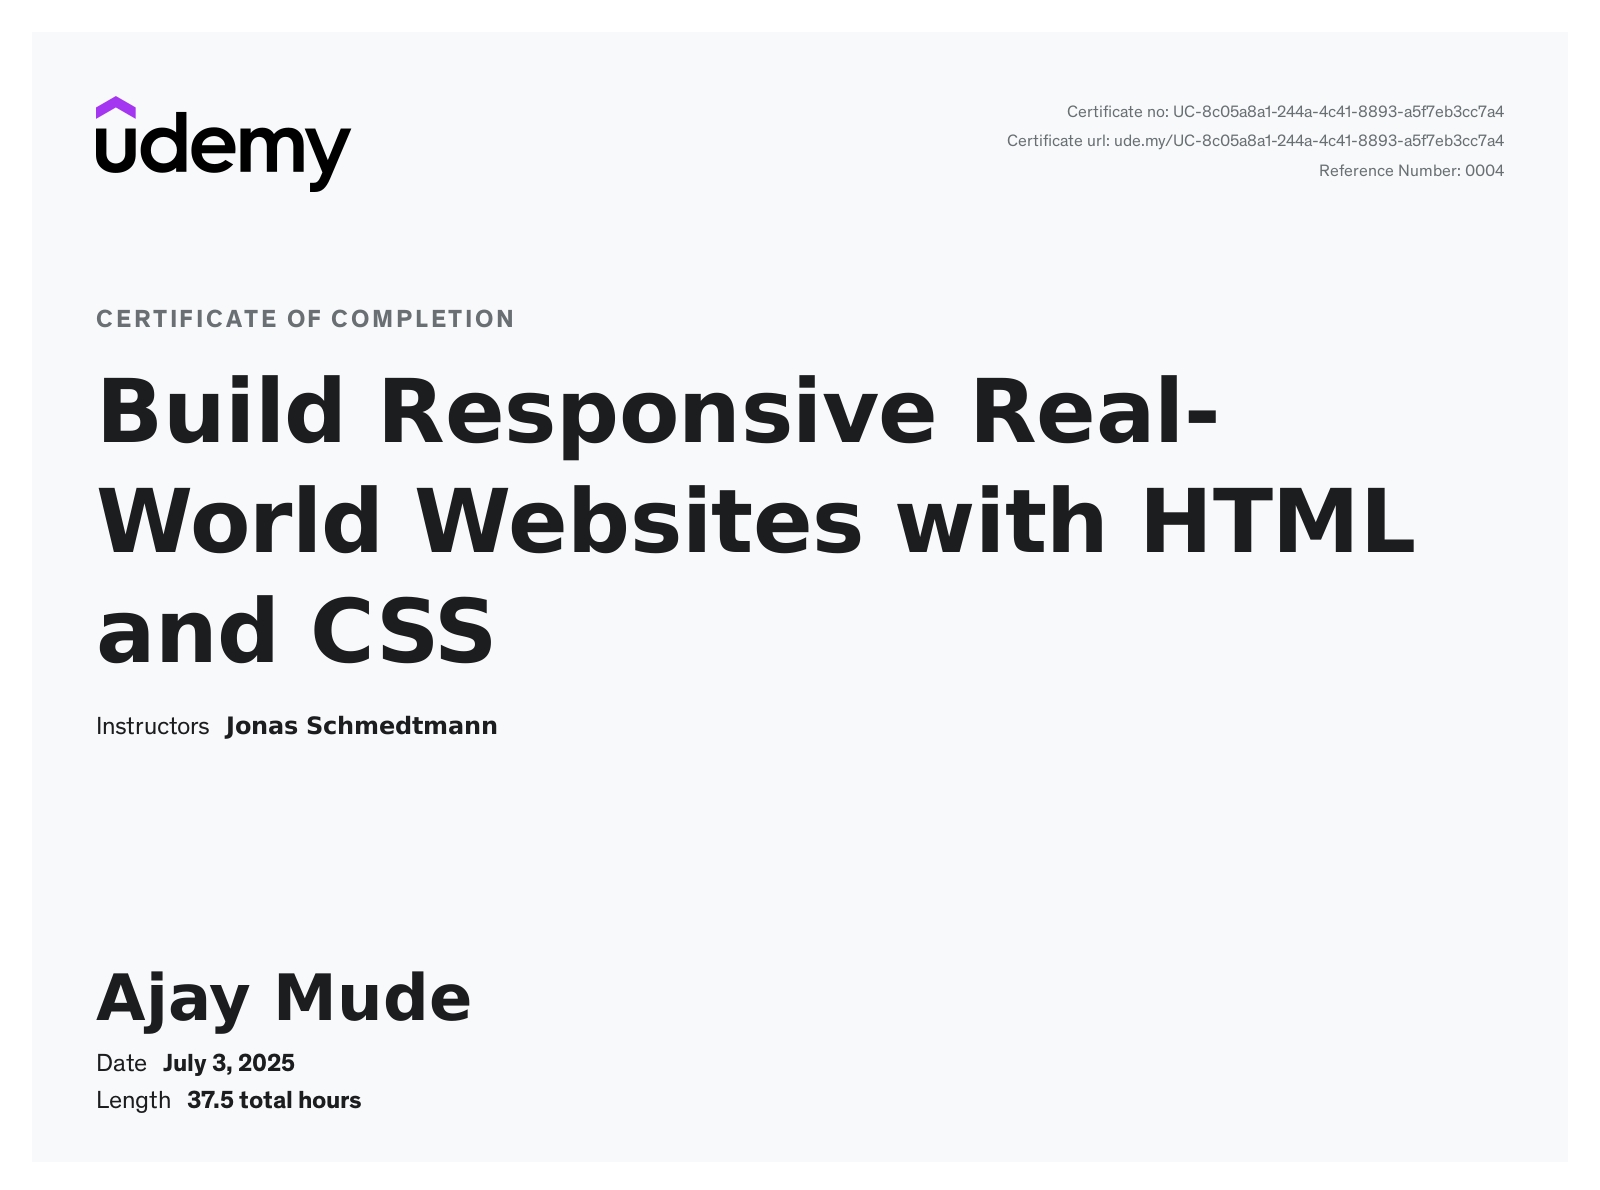 udemy
Certificate no: UC-8c05a8a1-244a-4c41-8893-a5f7eb3cc7a4
Certificate url: ude.my/UC-8c05a8a1-244a-4c41-8893-a5f7eb3cc7a4
Reference Number: 0004
CERTIFICATE OF COMPLETION
Build Responsive Real-
World Websites with HTML
and CSS
Instructors Jonas Schmedtmann
Ajay Mude
Date July 3, 2025
Length 37.5 total hours